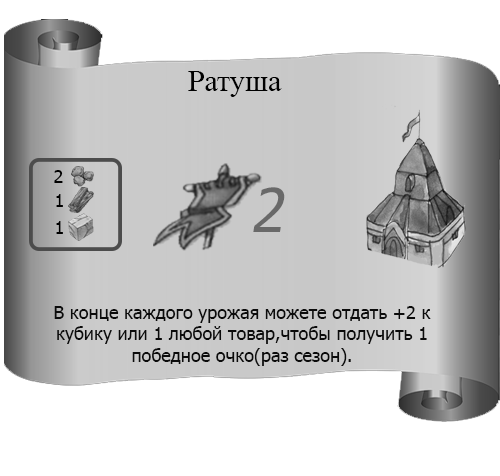 Ратуша
2
1
1
2
В конце каждого урожая можете отдать +2 к
кубику или 1 любой товар,чтобы получить 1
победное очко(раз сезон).